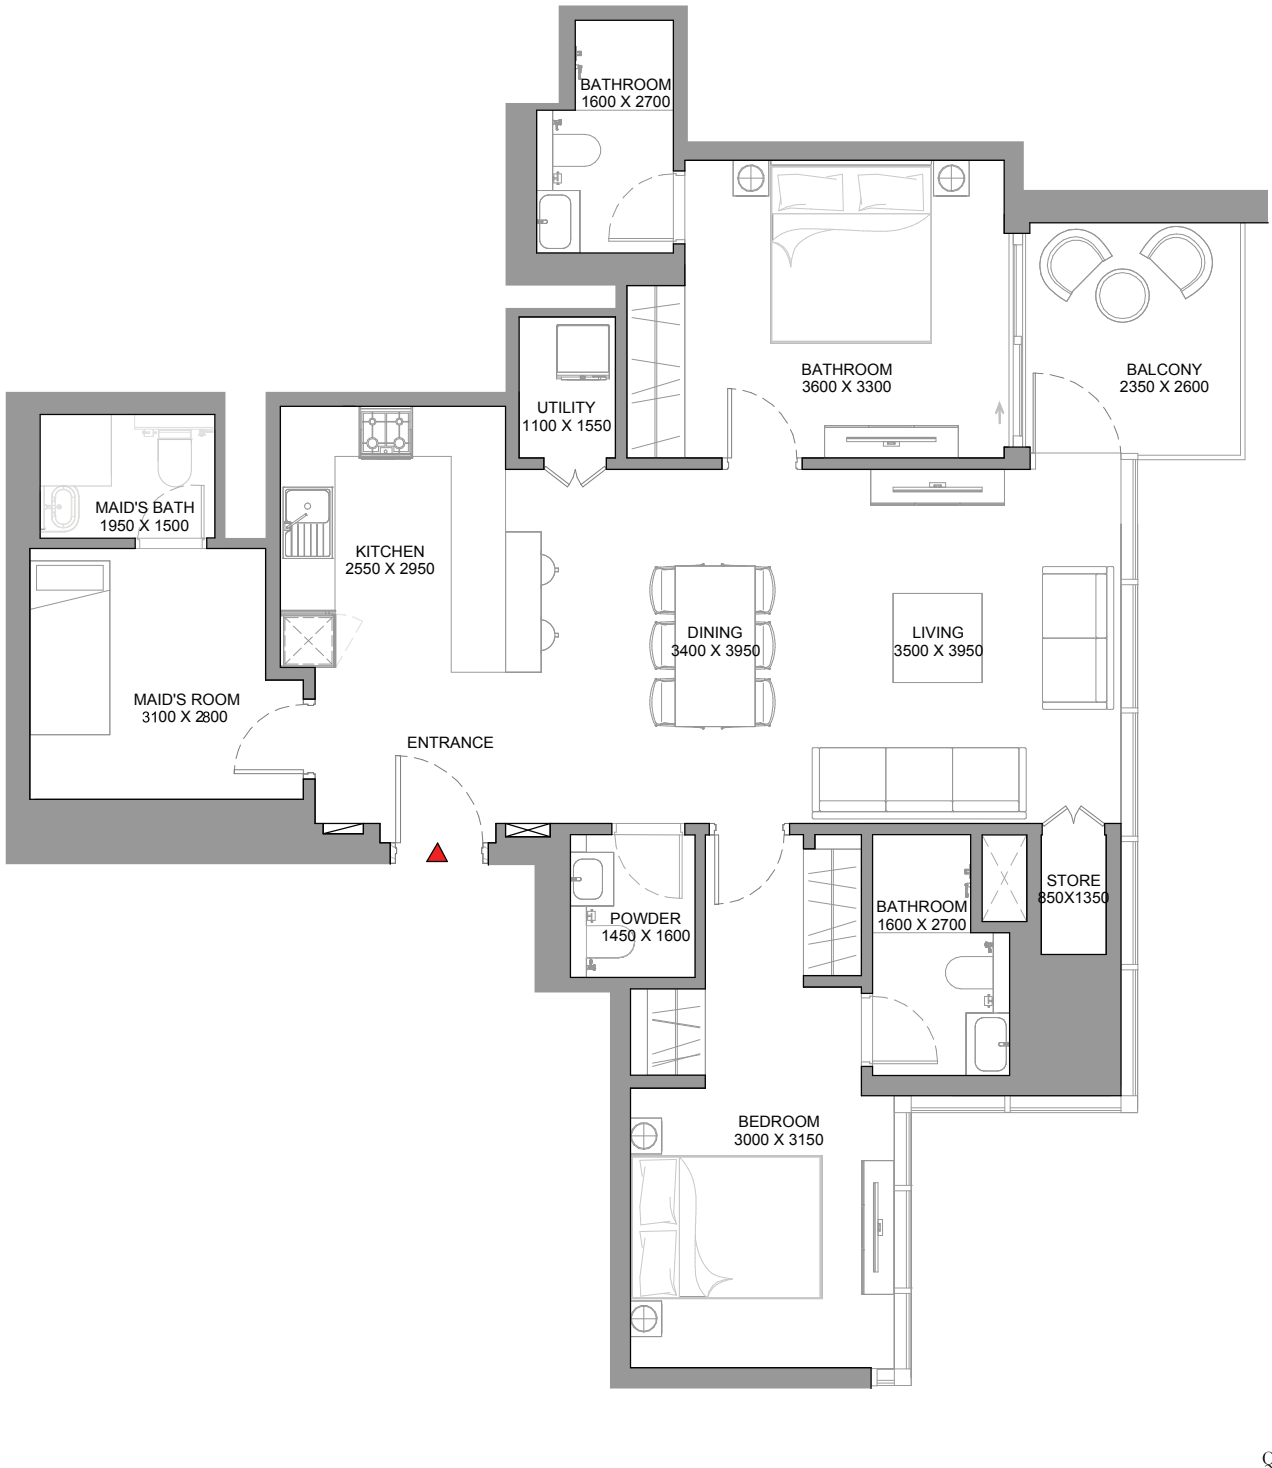 BATHROOM
1600 X 2700
BATHROOM
3600 X 3300
BALCONY
2350 X 2600
UTILITY
1100 X 1550
MAID'S BATH
1950 X 1500
KITCHEN
2550 X 2950
DINING
3400 X 3950
LIVING
3500 X 3950
MAID'S ROOM
3100 X 2800
ENTRANCE
STORE
850X1350
BATHROOM
1600 X 2700
POWDER
1450 X 1600
BEDROOM
3000 X 3150
Q